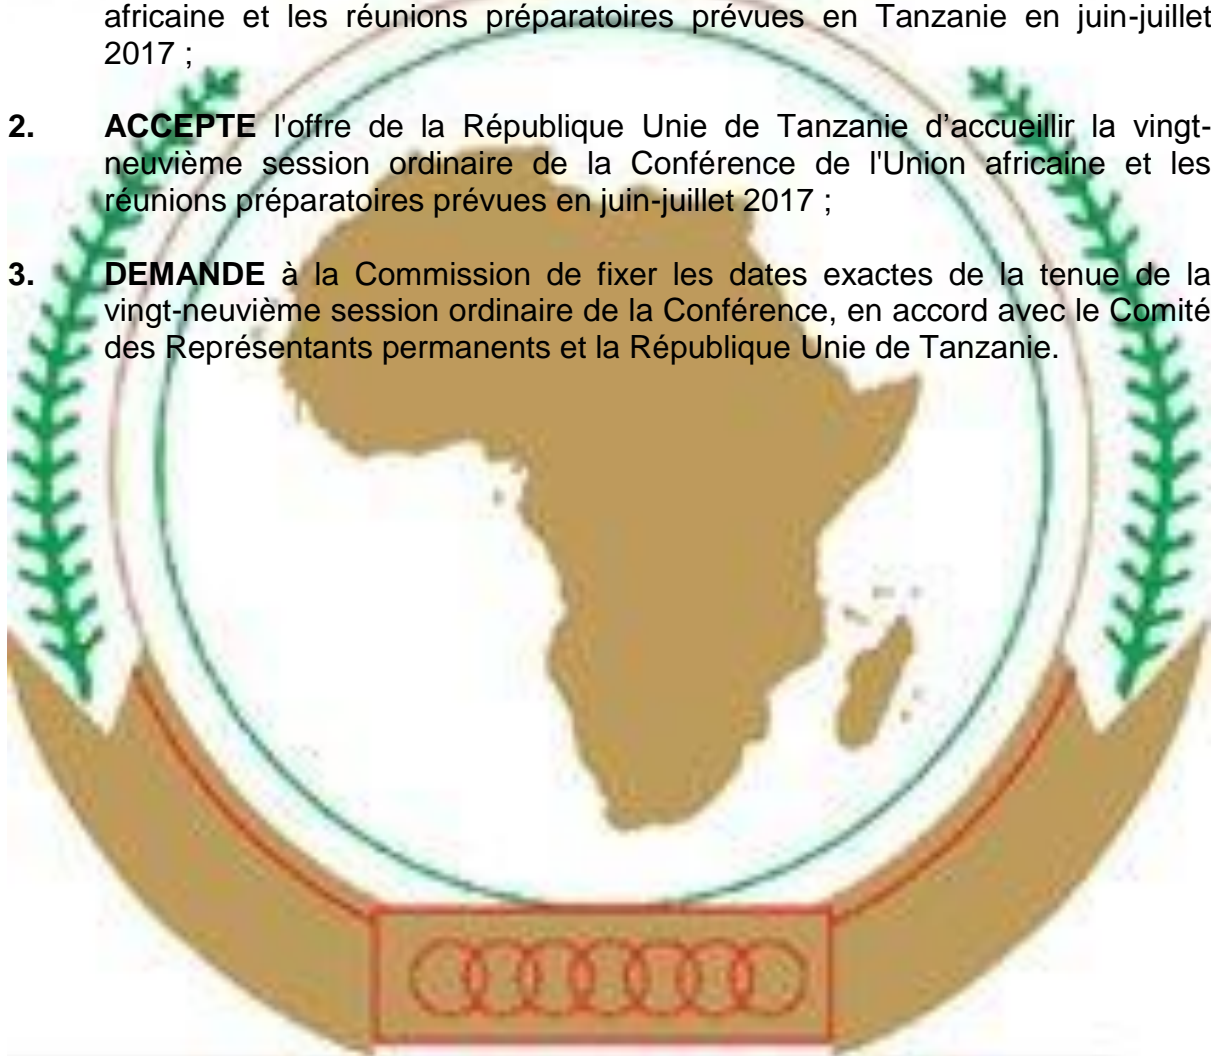 africaine et les réunions préparatoires prévues en Tanzanie en juin-juillet
2017 ;
2. ACCEPTE l'offre de la République Unie de Tanzanie d’accueillir la vingt-
neuvième session ordinaire de la Conférence de l'Union africaine et les
réunions préparatoires prévues en juin-juillet 2017 ;
3. DEMANDE à la Commission de fixer les dates exactes de la tenue de la
vingt-neuvième session ordinaire de la Conférence, en accord avec le Comité
des Représentants permanents et la République Unie de Tanzanie.